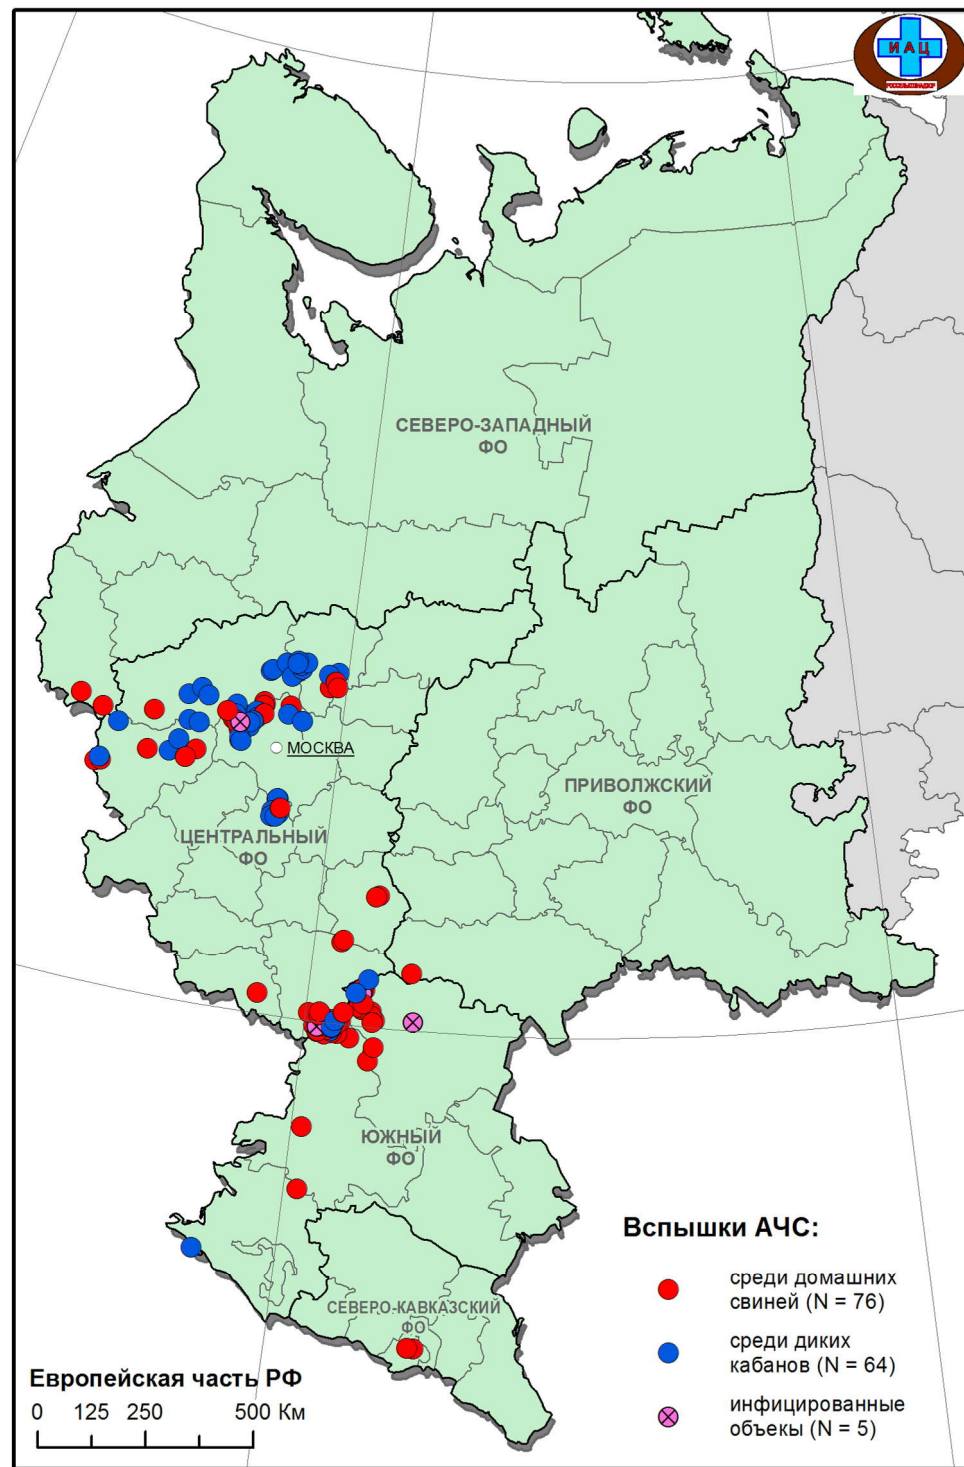 И А Ц
РОССЕЛЬХОЗНАДЗОР
СЕВЕРО-ЗАПАДНЫЙ
ФО
МОСКВА
ПРИВОЛЖСКИЙ
ФО
ЦЕНТРАЛЬНЫЙ
ФО
ЮЖНЫЙ
ФО
СЕВЕРО-КАВКАЗСКИЙ
ФО
Вспышки АЧС:
среди домашних
свиней (N = 76)
среди диких
кабанов (N = 64)
инфицированные
объекы (N = 5)
Европейская часть РФ
0 125 250 500 Км